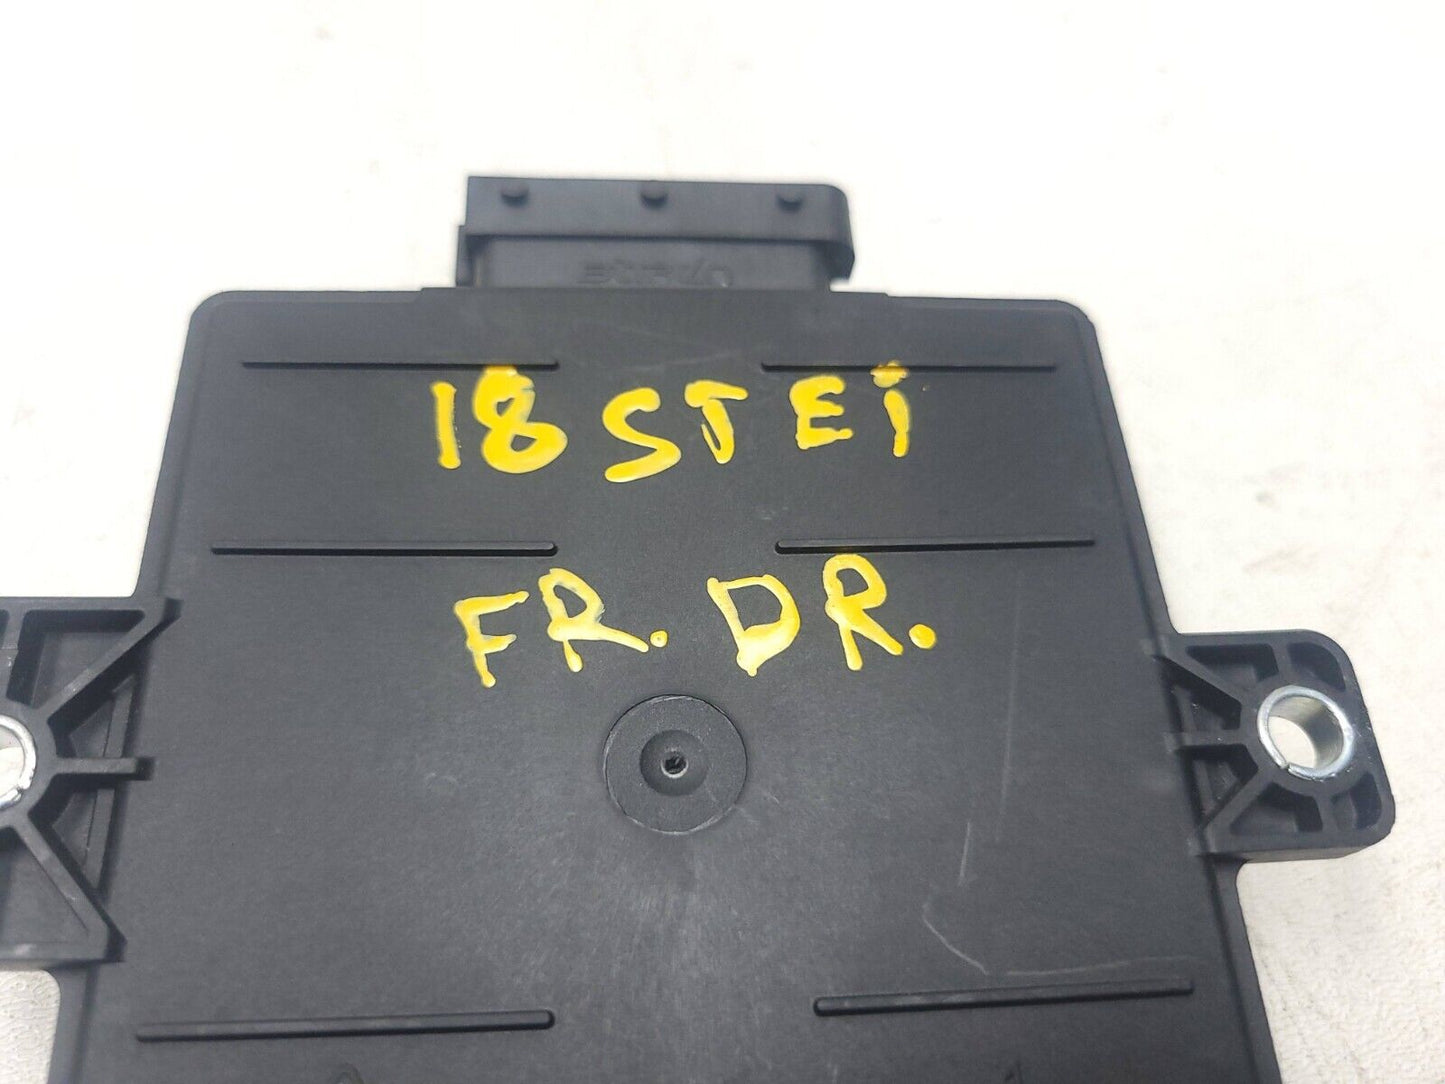 18 STEi
FR. DR.